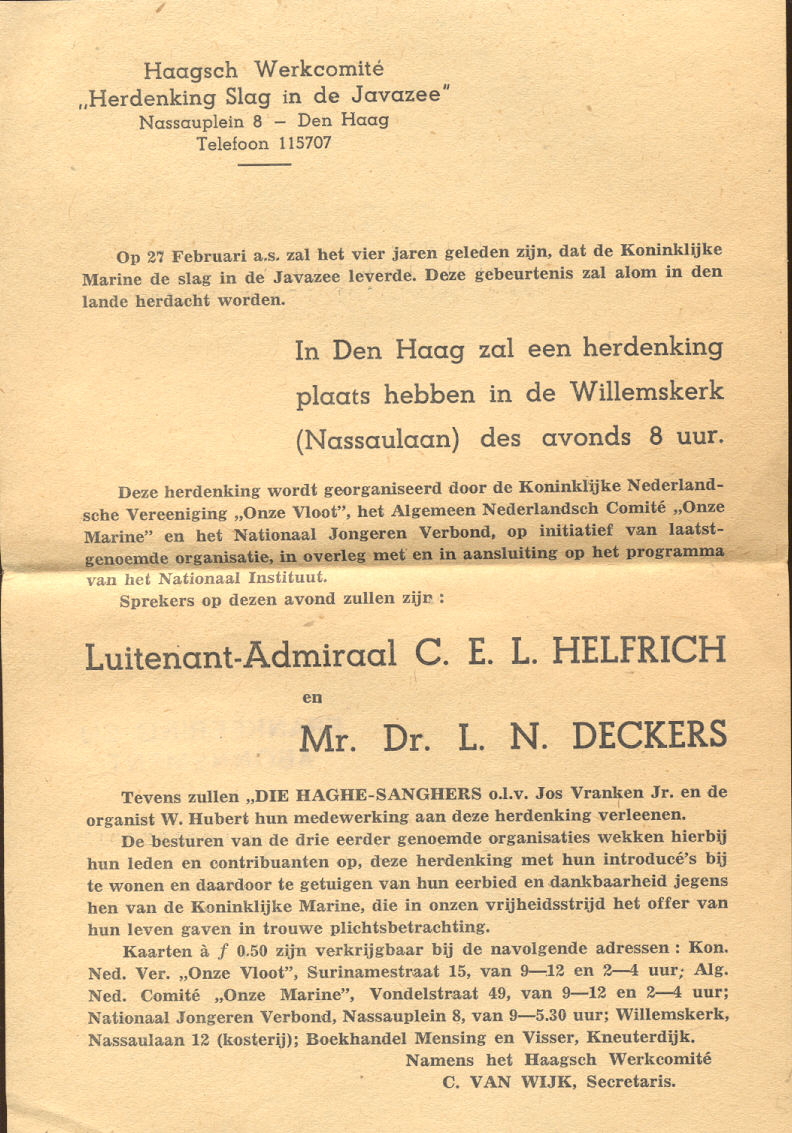 Haagsch Werkcomité
„Herdenking Slag in de Javazee”
Nassauplein 8 — Den Haag
Telefoon 115707
Op 27 Februari a.s. zal het vier jaren geleden zijn, dat de Koninklijke
Marine de slag in de Javazee leverde. Deze gebeurtenis zal alom in den
lande herdacht worden.
In Den Haag zal een herdenking
plaats hebben in de Willemskerk
(Nassaulaan) des avonds 8 uur.
Deze herdenking wordt georganiseerd door de Koninklijke Nederland-
sche Vereeniging „Onze Vloot”, het Algemeen Nederlandsch Comité „Onze
Marine” en het Nationaal Jongeren Verbond, op initiatief van laatst-
genoemde organisatie, in overleg met en in aansluiting op het programma
van het Nationaal Instituut.
Sprekers op dezen avond zullen zijn :
Luitenant-Admiraal C. E. L. HELFRICH
en
Mr. Dr. L. N. DECKERS
Tevens zullen „DIE HAGHE-SANGHERS o.l.v. Jos Vranken Jr. en de
organist W. Hubert hun medewerking aan deze herdenking verleenen.
De besturen van de drie eerder genoemde organisaties wekken hierbij
hun leden en contribuanten op, deze herdenking met hun introducé’s bij
te wonen en daardoor te getuigen van hun eerbied en dankbaarheid jegens
hen van de Koninklijke Marine, die in onzen vrijheidsstrijd het offer van
hun leven gaven in trouwe plichtsbetrachting.
Kaarten à f 0.50 zijn verkrijgbaar bij de navolgende adressen : Kon.
Ned. Ver. „Onze Vloot”, Surinamestraat 15, van 9—12 en 2—4 uur; Alg.
Ned. Comité „Onze Marine”, Vondelstraat 49, van 9—12 en 2—4 uur;
Nationaal Jongeren Verbond, Nassauplein 8, van 9—5.30 uur; Willemskerk,
Nassaulaan 12 (kosterij); Boekhandel Mensing en Visser, Kneuterdijk.
Namens het Haagsch Werkcomité
C. VAN WIJK, Secretaris.